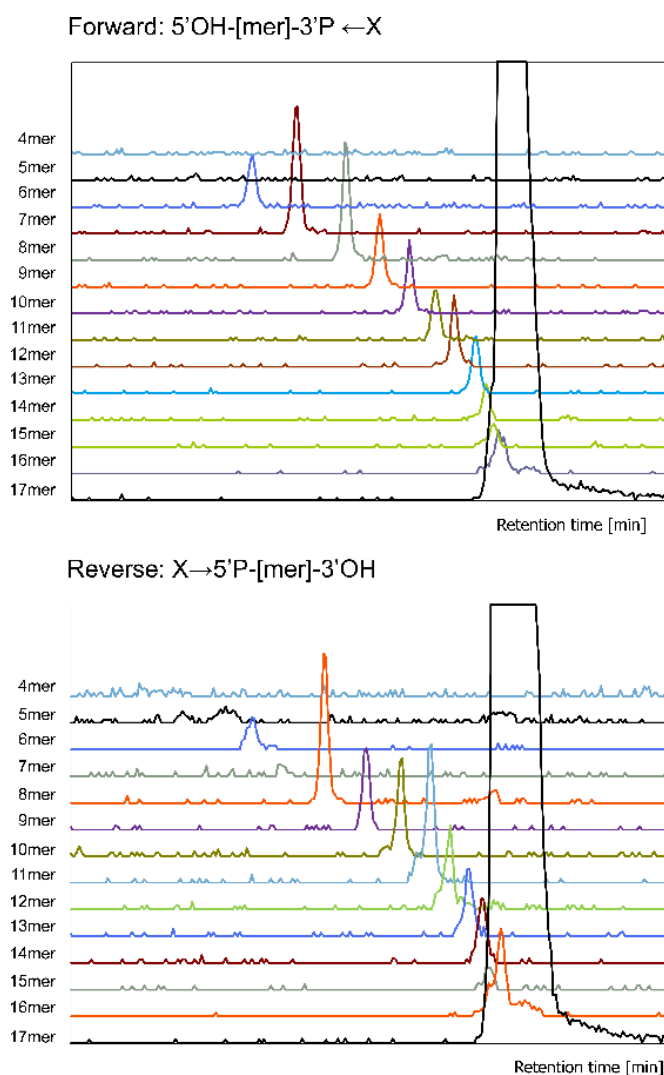 Forward: 5'OH-[mer]-3'P ←X
4mer
5mer
6mer
7mer
8mer
9mer
10mer
11mer
12mer
13mer
14mer
15mer
16mer
17mer
Retention time [min]
Reverse: X→5'P-[mer]-3'OH
4mer
5mer
6mer
7mer
8mer
9mer
10mer
11mer
12mer
13mer
14mer
15mer
16mer
17mer
Retention time [min]